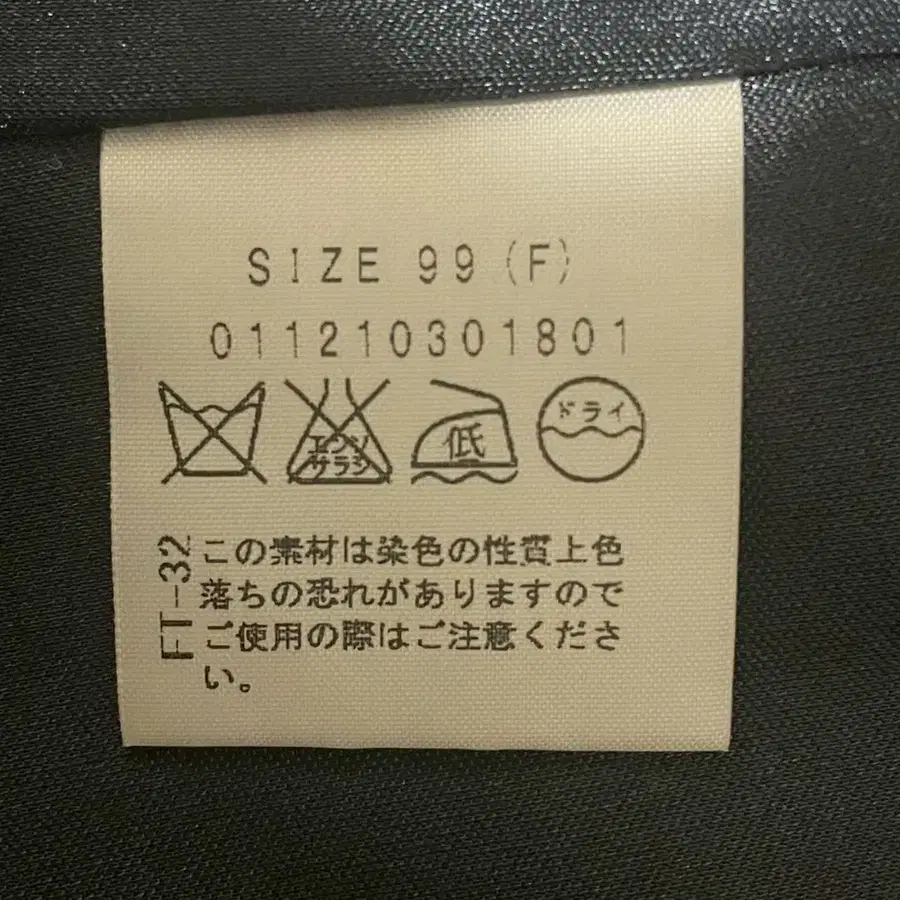 SIZE 99 (F)
011210301801
エンソ
サラシ
低
ドライ
FT-32
この素材は染色の性質上色
落ちの恐れがありますので
ご使用の際はご注意くださ
い。